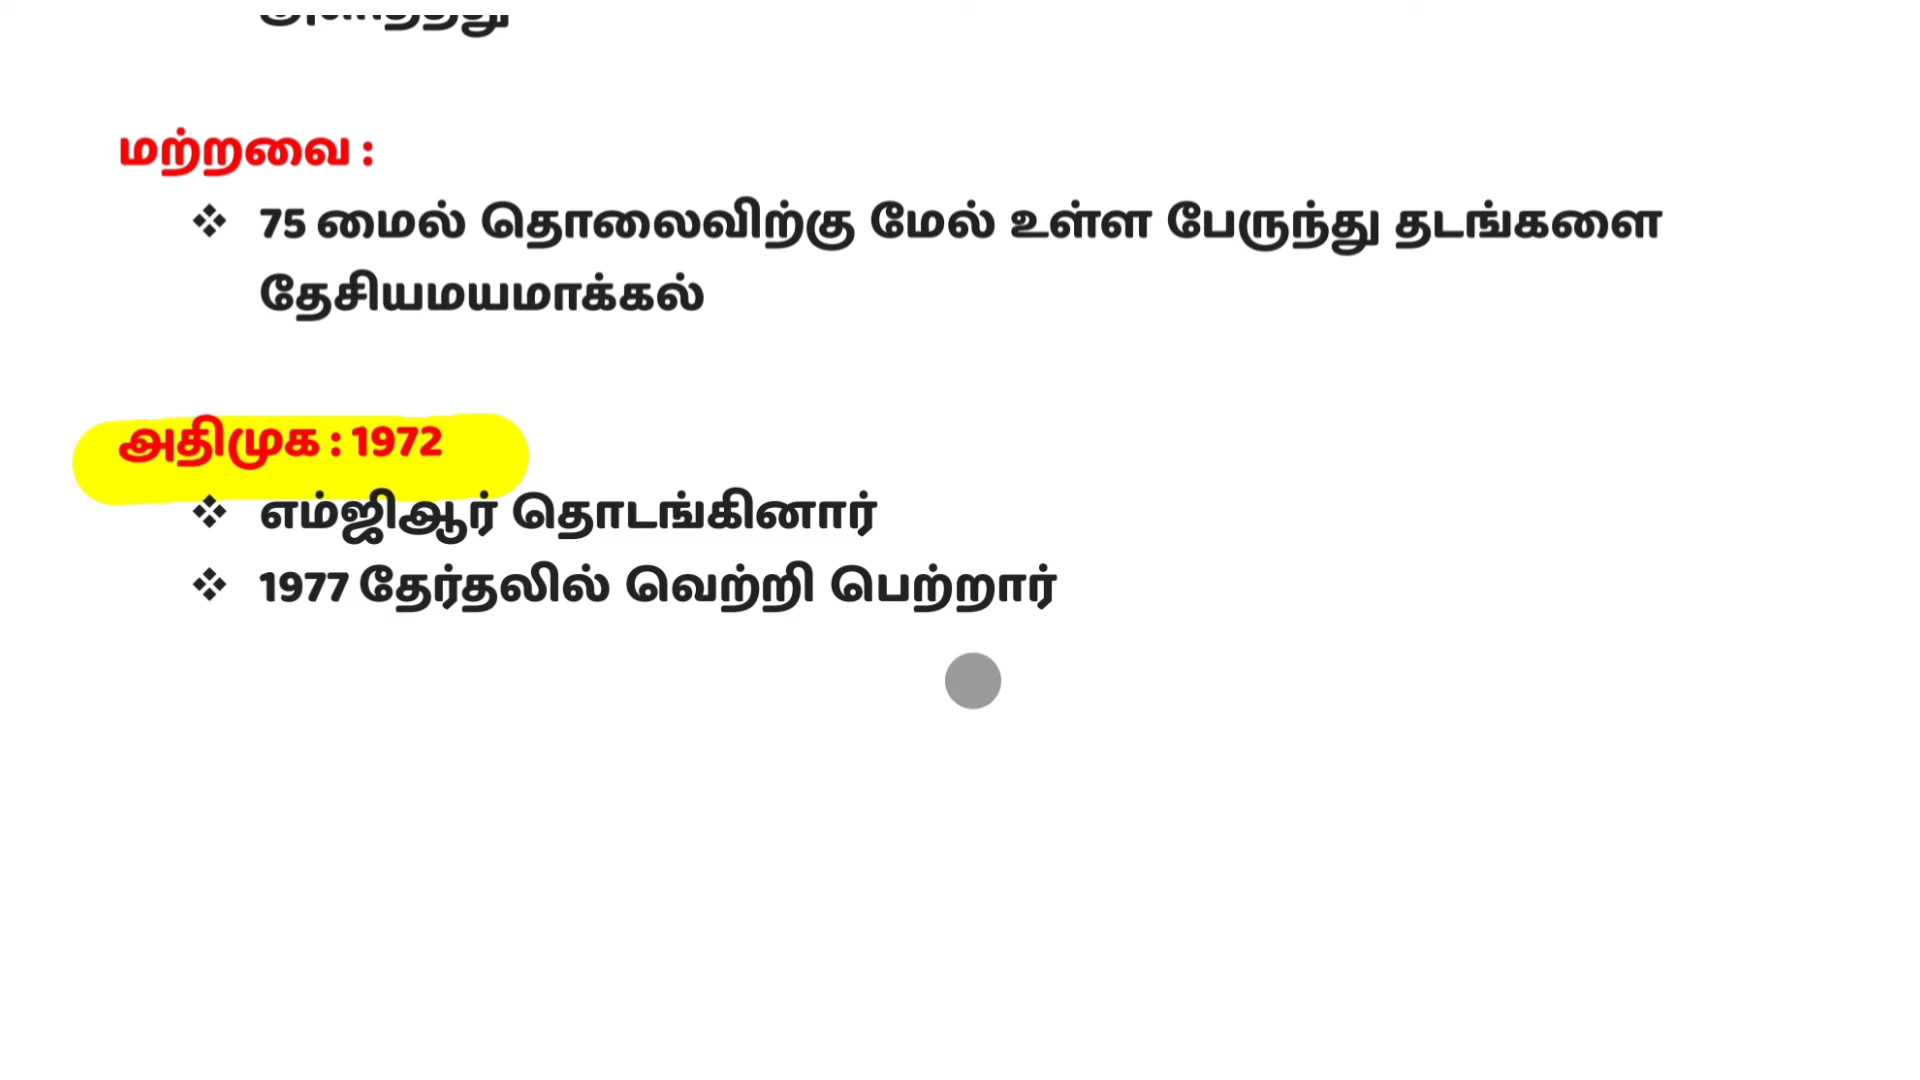 மற்றவை :
❖ 75 மைல் தொலைவிற்கு மேல் உள்ள பேருந்து தடங்களை
தேசியமயமாக்கல்
அதிமுக : 1972
❖ எம்ஜிஆர் தொடங்கினார்
❖ 1977 தேர்தலில் வெற்றி பெற்றார்